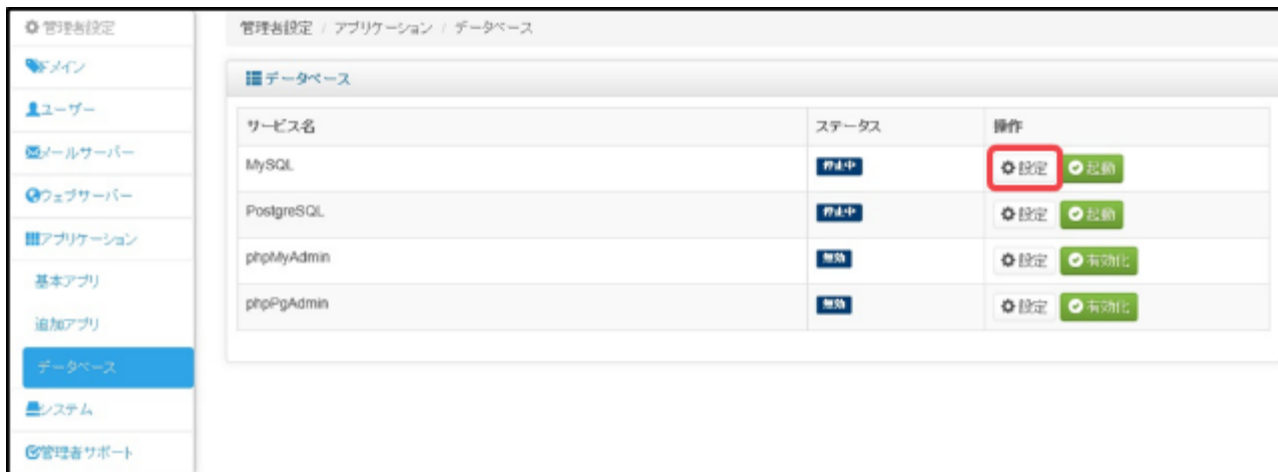 管理者設定
管理者設定 / アプリケーション / データベース
ドメイン
ユーザー
メールサーバー
ウェブサーバー
アプリケーション
基本アプリ
追加アプリ
データベース
システム
管理者サポート
データベース
サービス名 ステータス 操作
MySQL 停止中 設定 起動
PostgreSQL 停止中 設定 起動
phpMyAdmin 無効 設定 有効化
phpPgAdmin 無効 設定 有効化